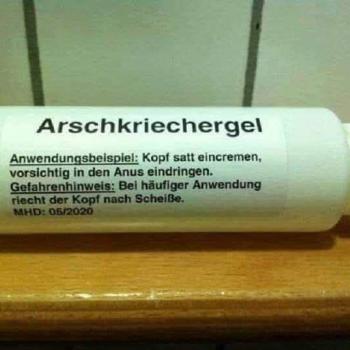 Arschkriechergel
Anwendungsbeispiel: Kopf satt eincremen,
vorsichtig in den Anus eindringen.
Gefahrenhinweis: Bei häufiger Anwendung
riecht der Kopf nach Scheiße.
MHD: 05/2020